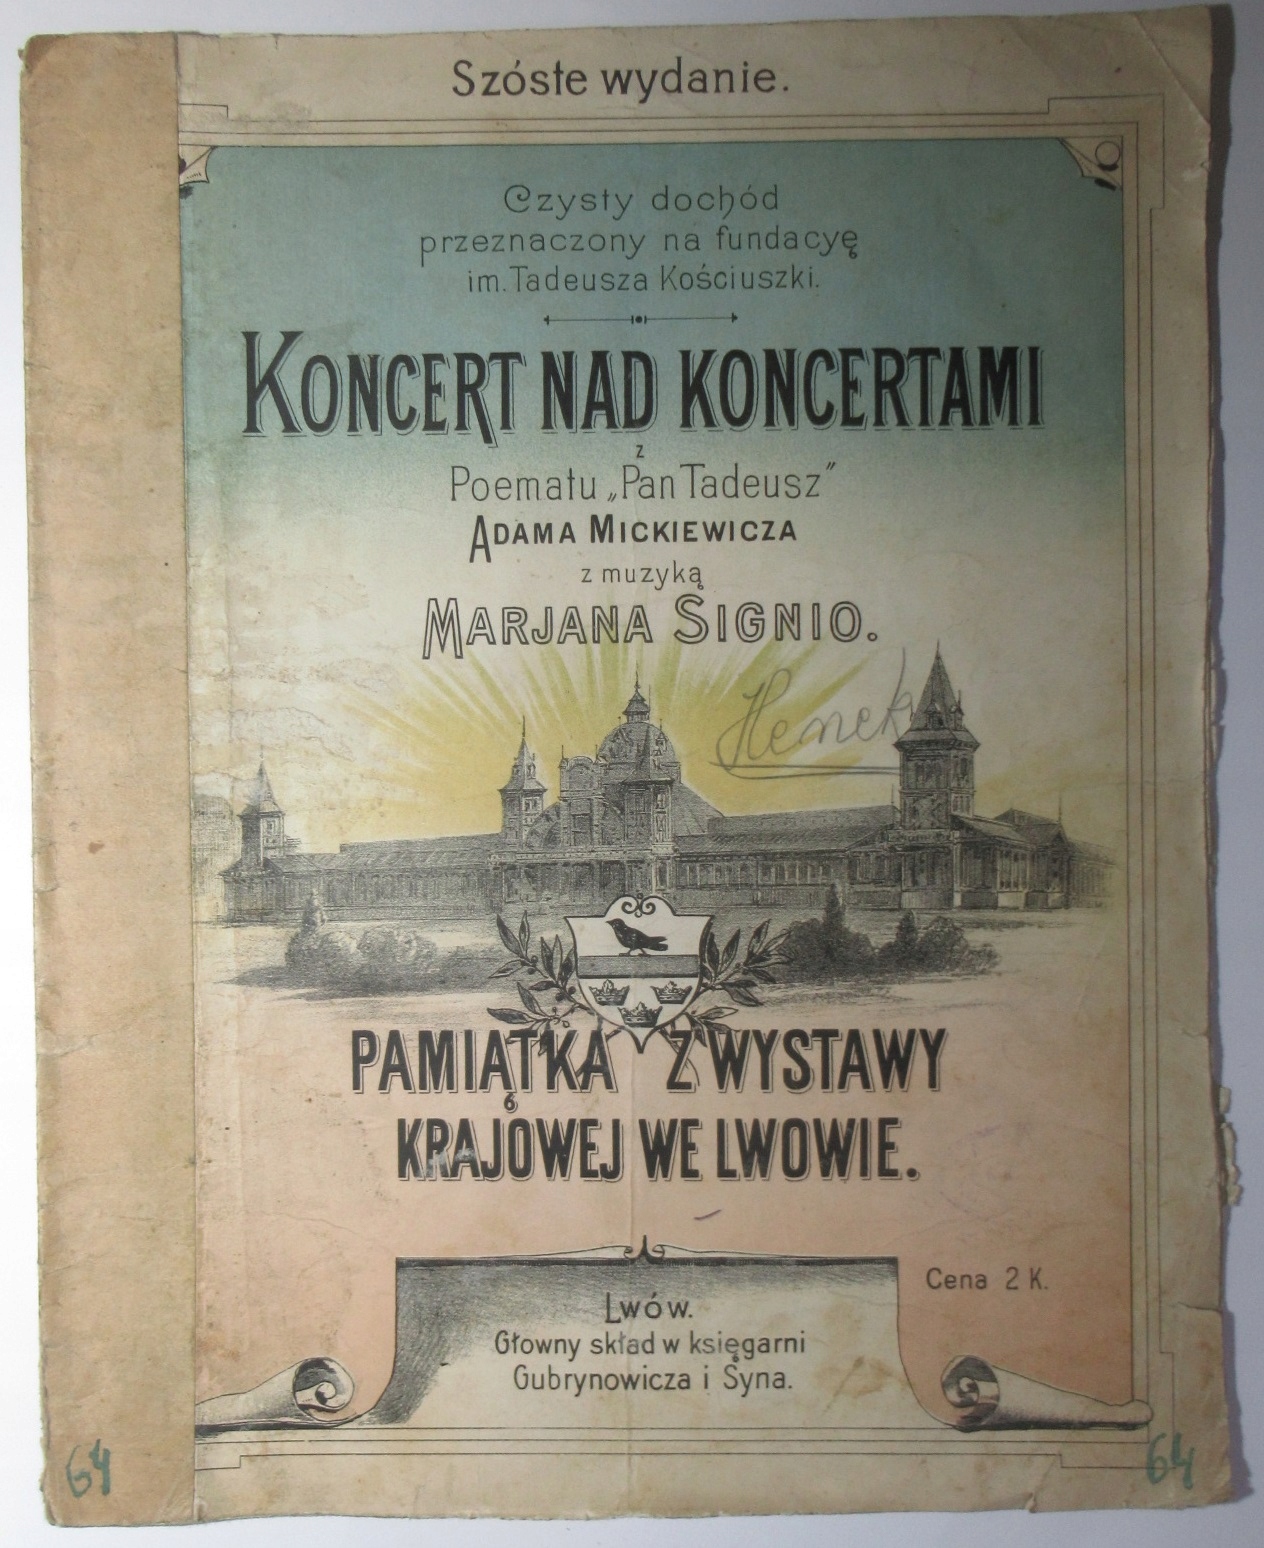 Szóste wydanie.
Czysty dochód
przeznaczony na fundacyę
im. Tadeusza Kościuszki.
KONCERT NAD KONCERTAMI
z
Poematu „Pan Tadeusz”
ADAMA MICKIEWICZA
z muzyką
MARJANA SIGNIO.
Henek
PAMIĄTKA Z WYSTAWY
KRAJOWEJ WE LWOWIE.
Cena 2 K.
Lwów.
Głowny skład w księgarni
Gubrynowicza i Syna.
64
64